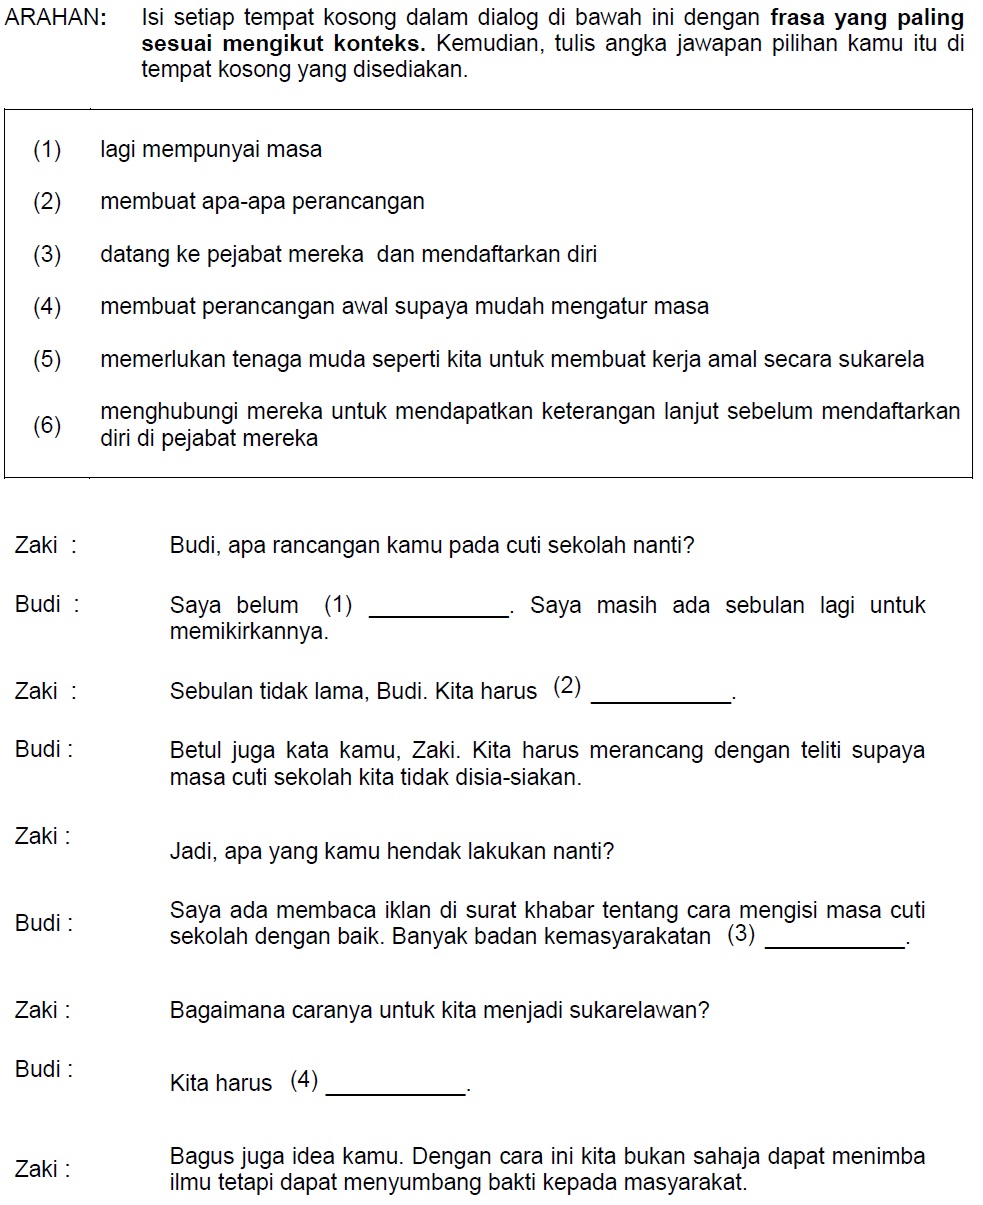 ARAHAN: Isi setiap tempat kosong dalam dialog di bawah ini dengan frasa yang paling
sesuai mengikut konteks. Kemudian, tulis angka jawapan pilihan kamu itu di
tempat kosong yang disediakan.
(1) lagi mempunyai masa
(2) membuat apa-apa perancangan
(3) datang ke pejabat mereka dan mendaftarkan diri
(4) membuat perancangan awal supaya mudah mengatur masa
(5) memerlukan tenaga muda seperti kita untuk membuat kerja amal secara sukarela
(6) menghubungi mereka untuk mendapatkan keterangan lanjut sebelum mendaftarkan
diri di pejabat mereka
Zaki : Budi, apa rancangan kamu pada cuti sekolah nanti?
Budi : Saya belum (1) ___________. Saya masih ada sebulan lagi untuk
memikirkannya.
Zaki : Sebulan tidak lama, Budi. Kita harus (2) ___________.
Budi : Betul juga kata kamu, Zaki. Kita harus merancang dengan teliti supaya
masa cuti sekolah kita tidak disia-siakan.
Zaki : Jadi, apa yang kamu hendak lakukan nanti?
Budi : Saya ada membaca iklan di surat khabar tentang cara mengisi masa cuti
sekolah dengan baik. Banyak badan kemasyarakatan (3) ___________.
Zaki : Bagaimana caranya untuk kita menjadi sukarelawan?
Budi : Kita harus (4) ___________.
Zaki : Bagus juga idea kamu. Dengan cara ini kita bukan sahaja dapat menimba
ilmu tetapi dapat menyumbang bakti kepada masyarakat.